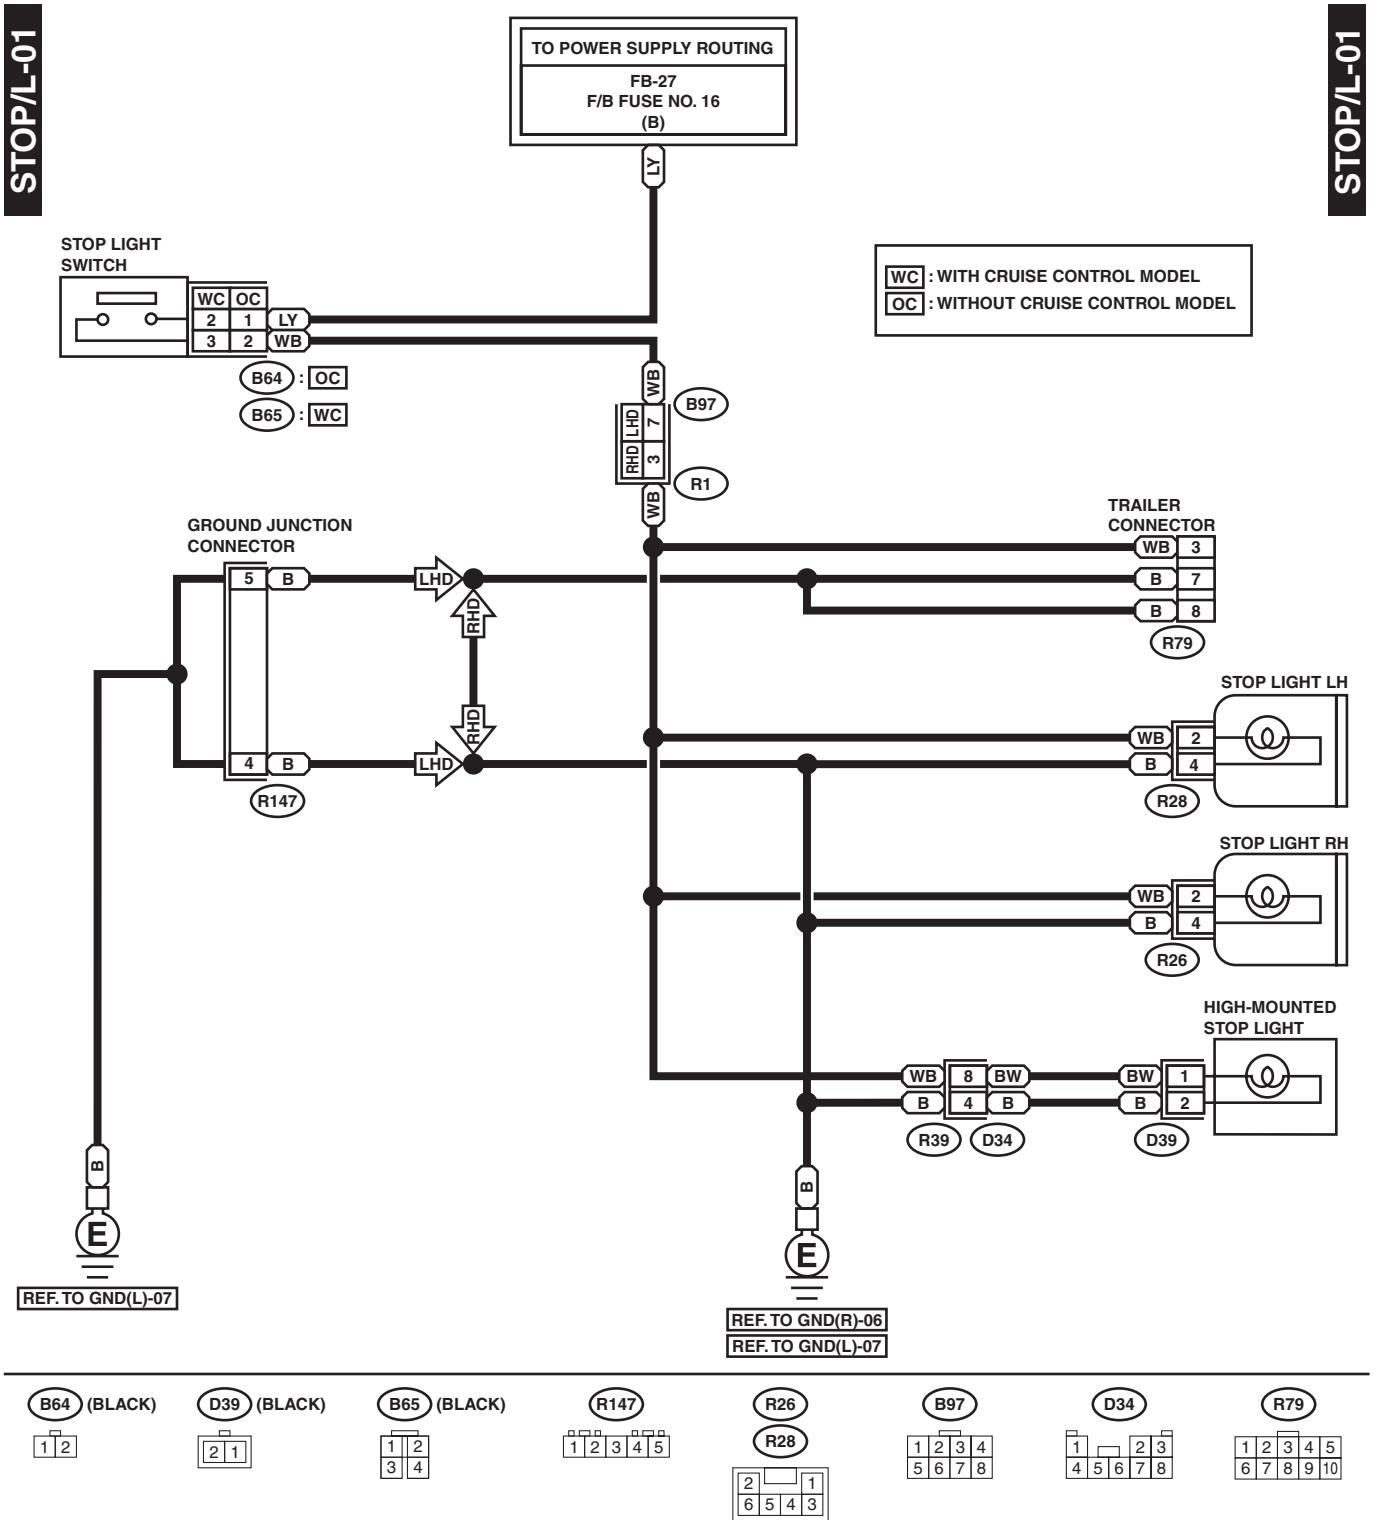 STOP/L-01
STOP/L-01
TO POWER SUPPLY ROUTING
FB-27
F/B FUSE NO. 16
(B)
LY
STOP LIGHT
SWITCH
WC OC
2 1 LY
3 2 WB
B64 : OC
B65 : WC
WC : WITH CRUISE CONTROL MODEL
OC : WITHOUT CRUISE CONTROL MODEL
WB
B97
LHD 7
RHD 3
R1
WB
TRAILER
CONNECTOR
WB 3
B 7
B 8
R79
GROUND JUNCTION
CONNECTOR
5 B
LHD
RHD
RHD
4 B
LHD
R147
STOP LIGHT LH
WB 2
B 4
R28
STOP LIGHT RH
WB 2
B 4
R26
HIGH-MOUNTED
STOP LIGHT
WB 8 BW
BW 1
B 4 B
B 2
R39 D34
D39
B
E
REF. TO GND(L)-07
B
E
REF. TO GND(R)-06
REF. TO GND(L)-07
B64 (BLACK)
1 2
D39 (BLACK)
2 1
B65 (BLACK)
1 2
3 4
R147
1 2 3 4 5
R26
R28
2 1
6 5 4 3
B97
1 2 3 4
5 6 7 8
D34
1 2 3
4 5 6 7 8
R79
1 2 3 4 5
6 7 8 9 10